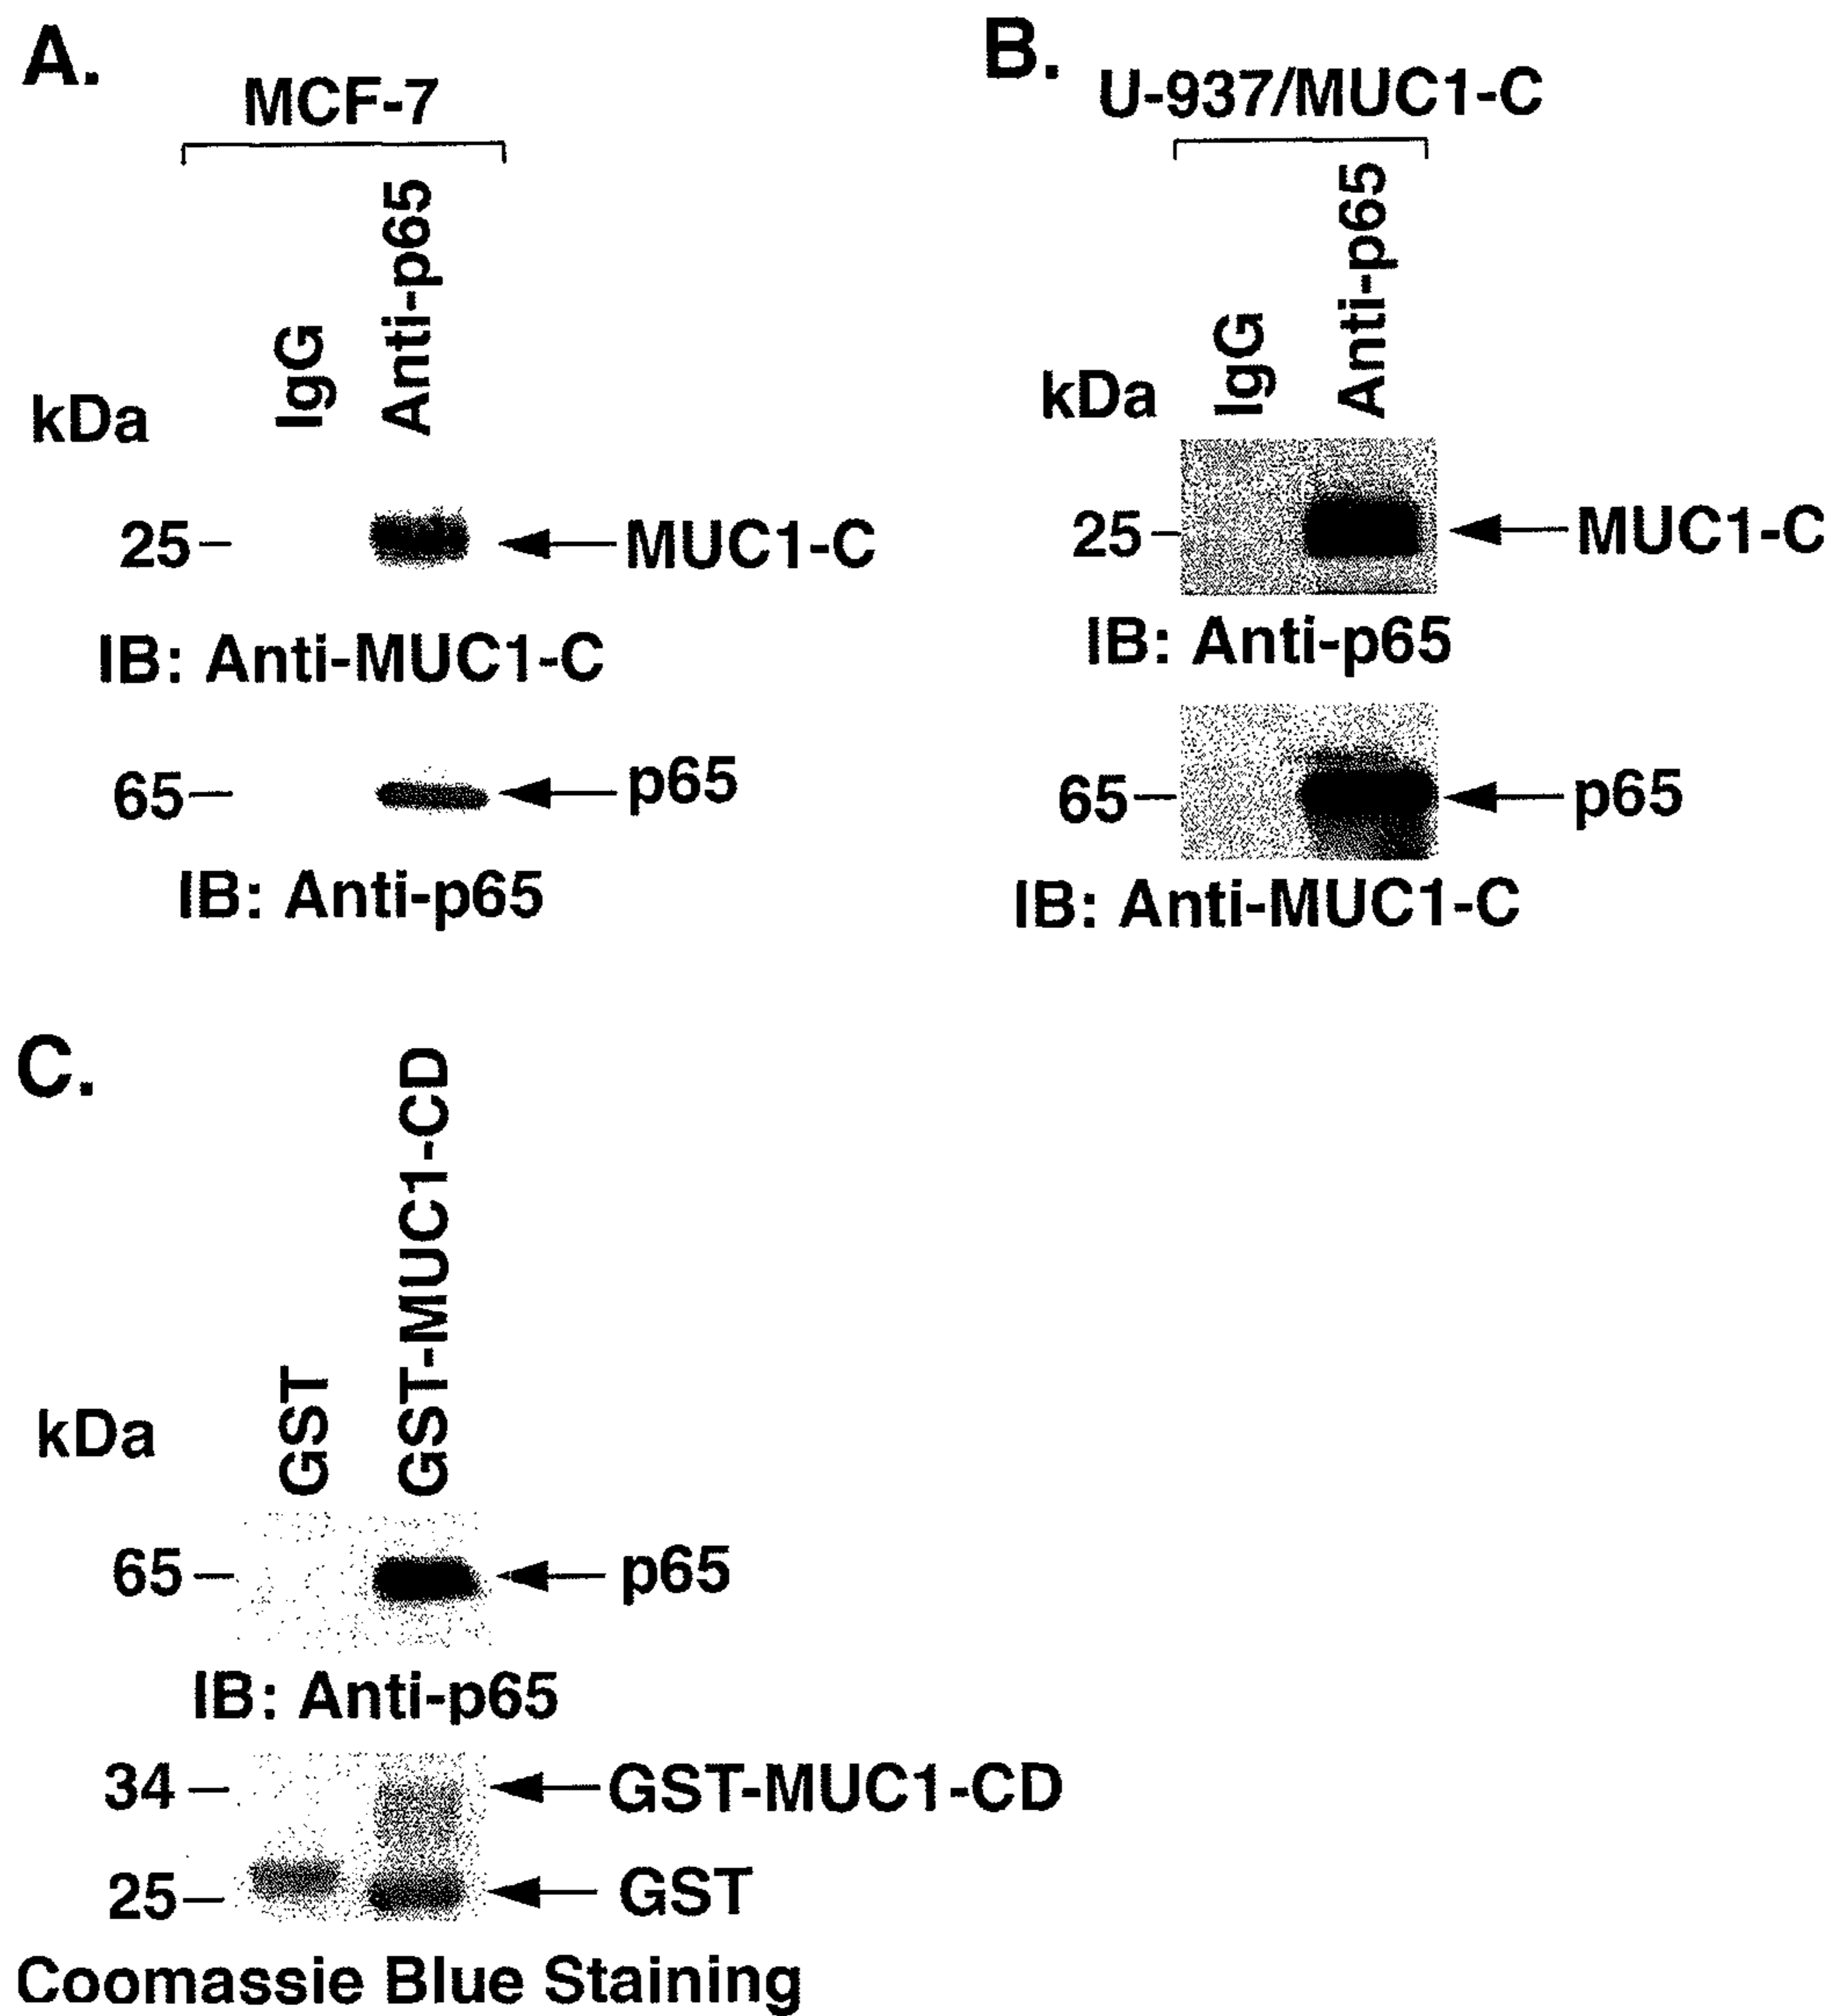 A.
MCF-7
IgG
Anti-p65
kDa
25
MUC1-C
IB: Anti-MUC1-C
65
p65
IB: Anti-p65
B.
U-937/MUC1-C
IgG
Anti-p65
kDa
25
MUC1-C
IB: Anti-p65
65
p65
IB: Anti-MUC1-C
C.
GST
GST-MUC1-CD
kDa
65
p65
IB: Anti-p65
34
GST-MUC1-CD
25
GST
Coomassie Blue Staining